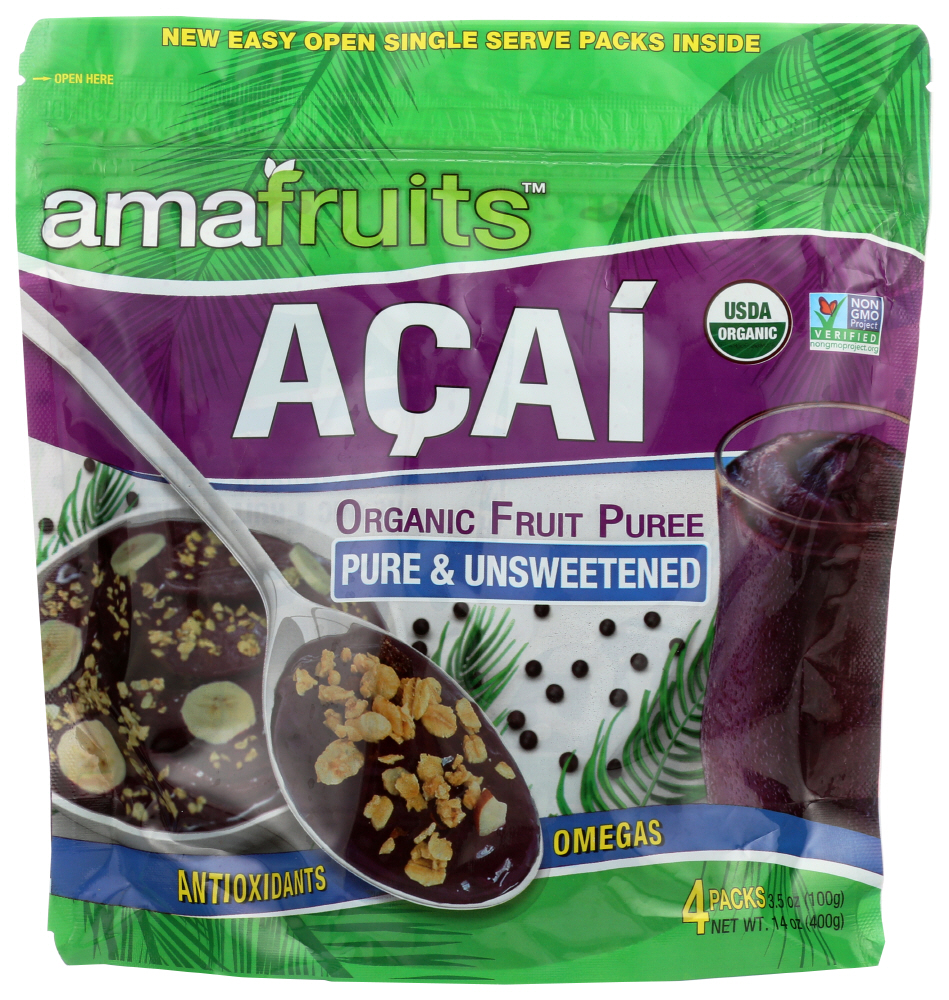 NEW EASY OPEN SINGLE SERVE PACKS INSIDE
OPEN HERE
amafruits™
AÇAÍ
USDA
ORGANIC
NON
GMO
Project
VERIFIED
nongmoproject.org
ORGANIC FRUIT PUREE
PURE & UNSWEETENED
OMEGAS
ANTIOXIDANTS
4 PACKS 3.5 oz (100g)
NET WT. 14 oz (400g)